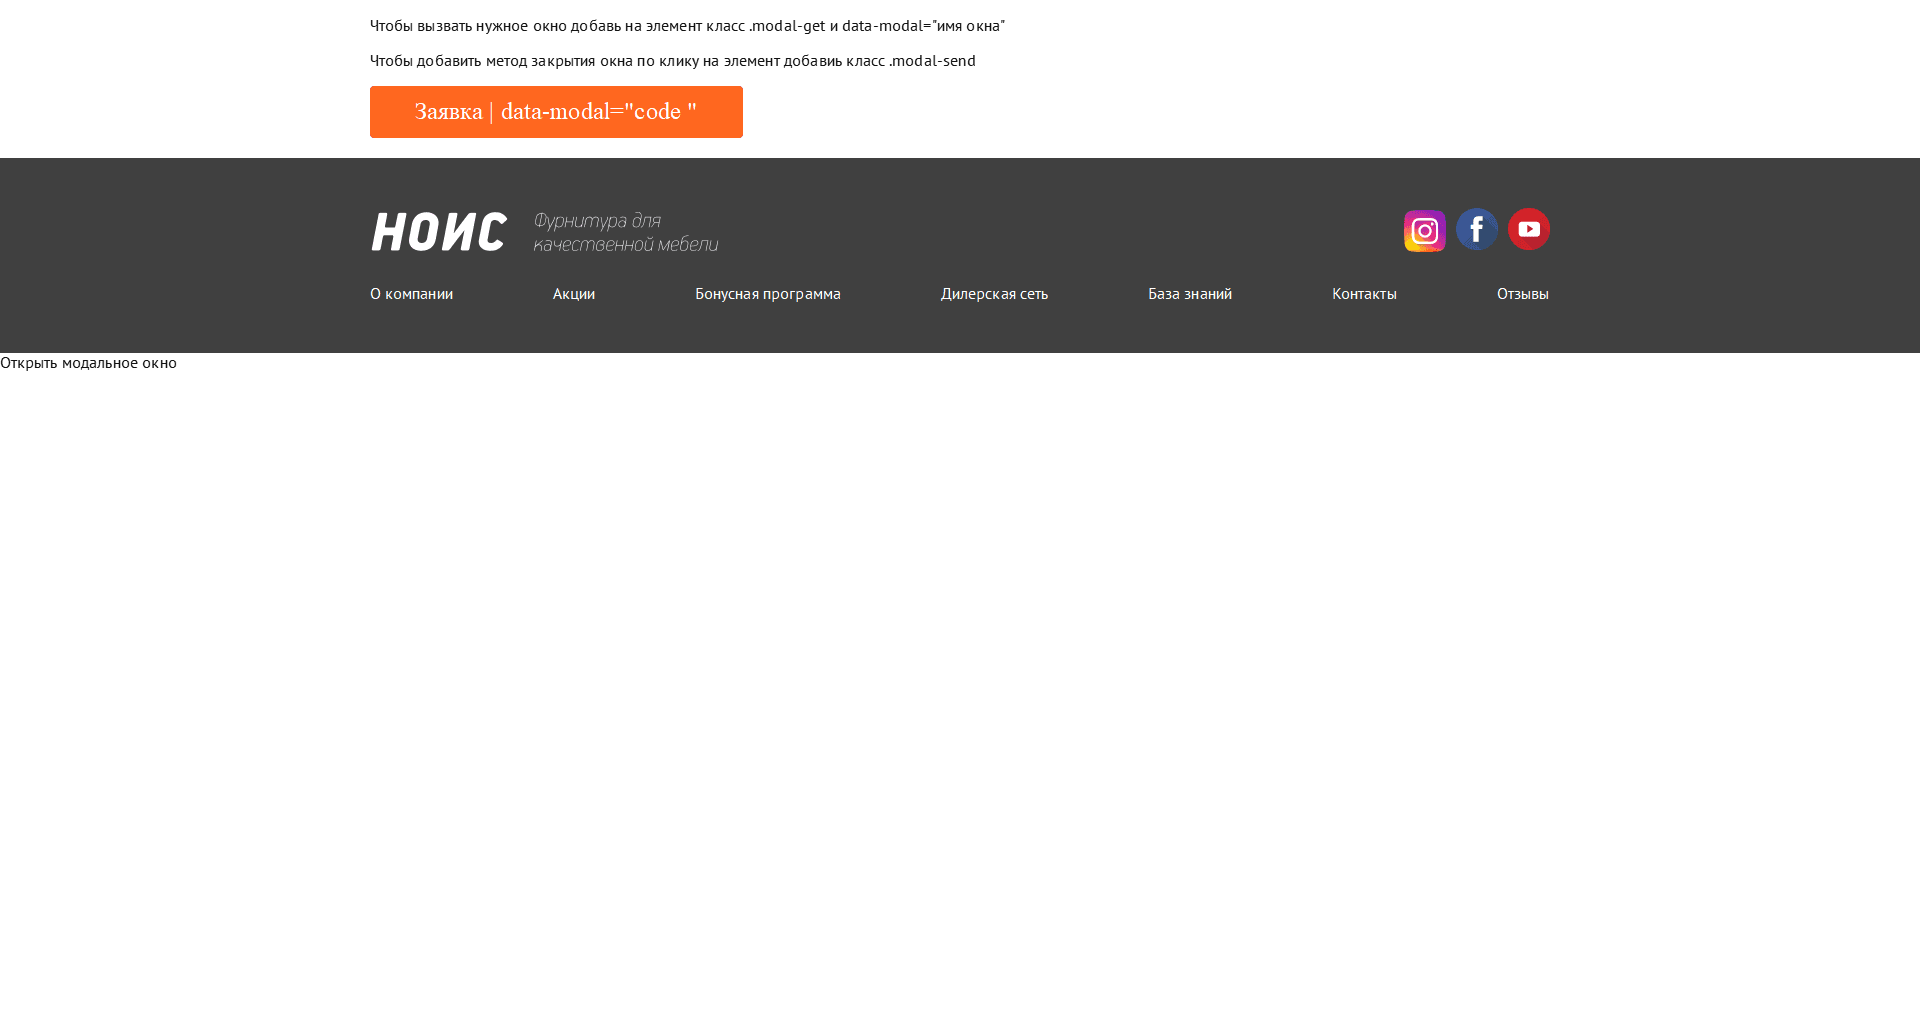 Чтобы вызвать нужное окно добавь на элемент класс .modal-get и data-modal="имя окна"
Чтобы добавить метод закрытия окна по клику на элемент добавиь класс .modal-send
Заявка | data-modal="code "
НОИС
Фурнитура для
качественной мебели
О компании Акции Бонусная программа Дилерская сеть База знаний Контакты Отзывы
Открыть модальное окно